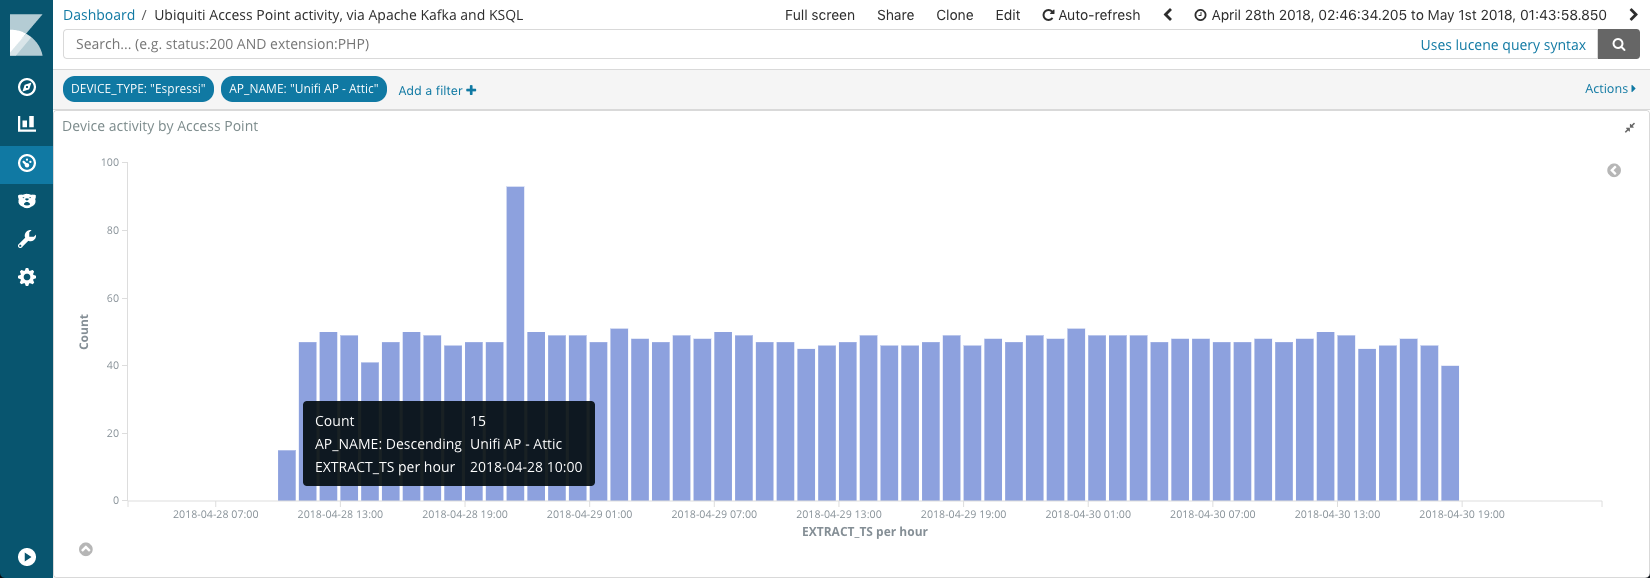 Dashboard / Ubiquiti Access Point activity, via Apache Kafka and KSQL
Full screen Share Clone Edit Auto-refresh April 28th 2018, 02:46:34.205 to May 1st 2018, 01:43:58.850
Search... (e.g. status:200 AND extension:PHP) Uses lucene query syntax
DEVICE_TYPE: "Espressi" AP_NAME: "Unifi AP - Attic" Add a filter + Actions
Device activity by Access Point
100
80
60
40
20
0
Count
Count 15
AP_NAME: Descending Unifi AP - Attic
EXTRACT_TS per hour 2018-04-28 10:00
2018-04-28 07:00 2018-04-28 13:00 2018-04-28 19:00 2018-04-29 01:00 2018-04-29 07:00 2018-04-29 13:00 2018-04-29 19:00 2018-04-30 01:00 2018-04-30 07:00 2018-04-30 13:00 2018-04-30 19:00
EXTRACT_TS per hour